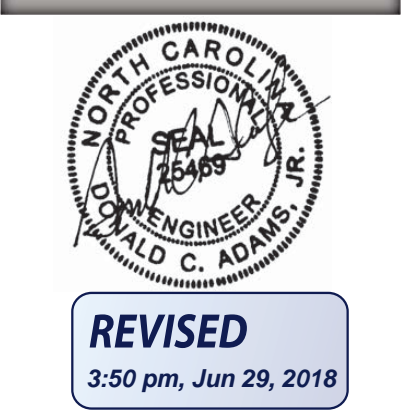 NORTH CAROLINA
PROFESSIONAL
SEAL
25469
ENGINEER
DONALD C. ADAMS, JR.
REVISED
3:50 pm, Jun 29, 2018